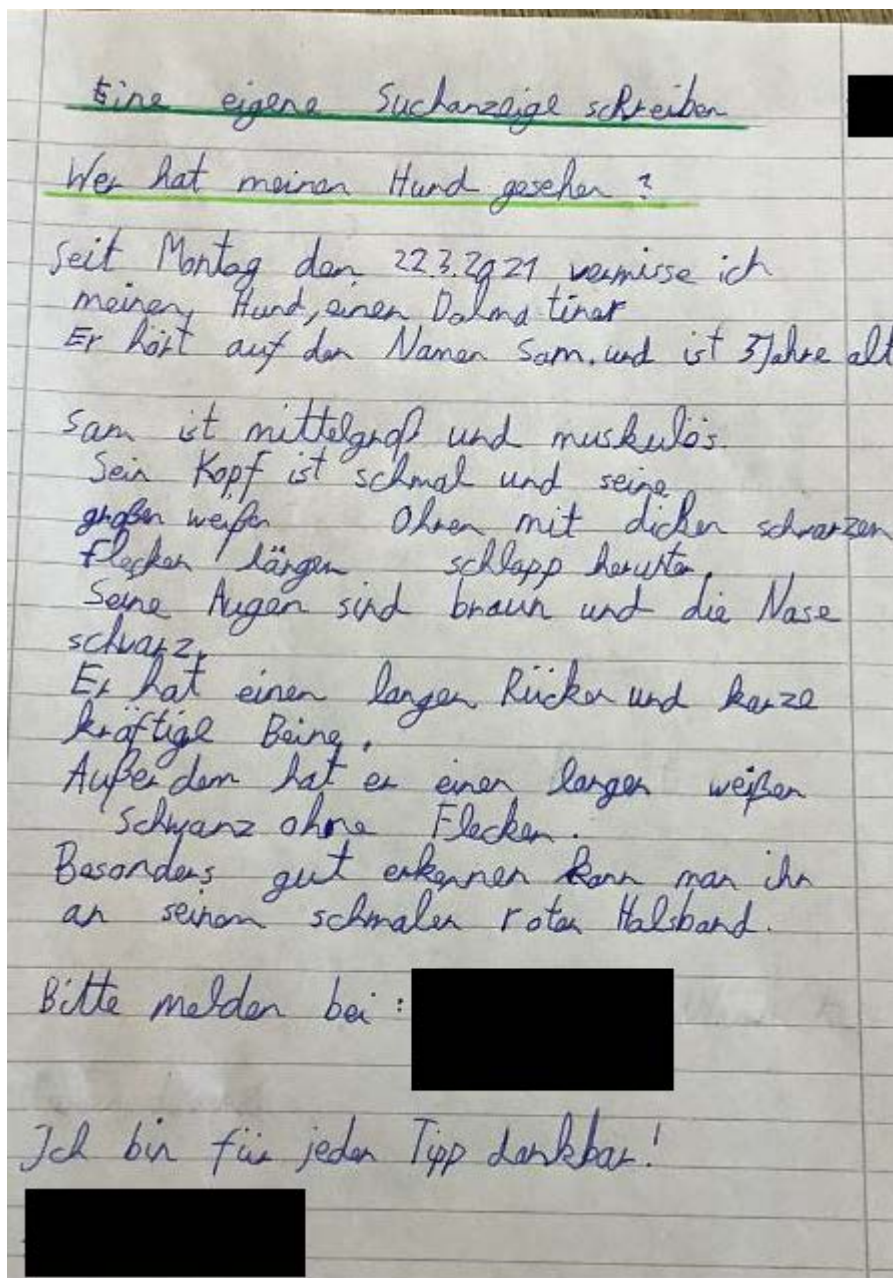 Eine eigene Suchanzeige schreiben
Wer hat meinen Hund gesehen?
Seit Montag den 22.3.2021 vermisse ich
meinen Hund, einen Dalmatiner
Er hört auf den Namen Sam. und ist 3 Jahre alt
Sam ist mittelgroß und muskulös.
Sein Kopf ist schmal und seine
großen weißen Ohren mit dicken schwarzen
Flecken hängen schlapp herunter.
Seine Augen sind braun und die Nase
schwarz.
Er hat einen langen Rücken und kurze
kräftige Beine.
Außerdem hat er einen langen weißen
Schwanz ohne Flecken.
Besonders gut erkennen kann man ihn
an seinem schmalen roten Halsband.
Bitte melden bei:
Ich bin für jeden Tipp dankbar!